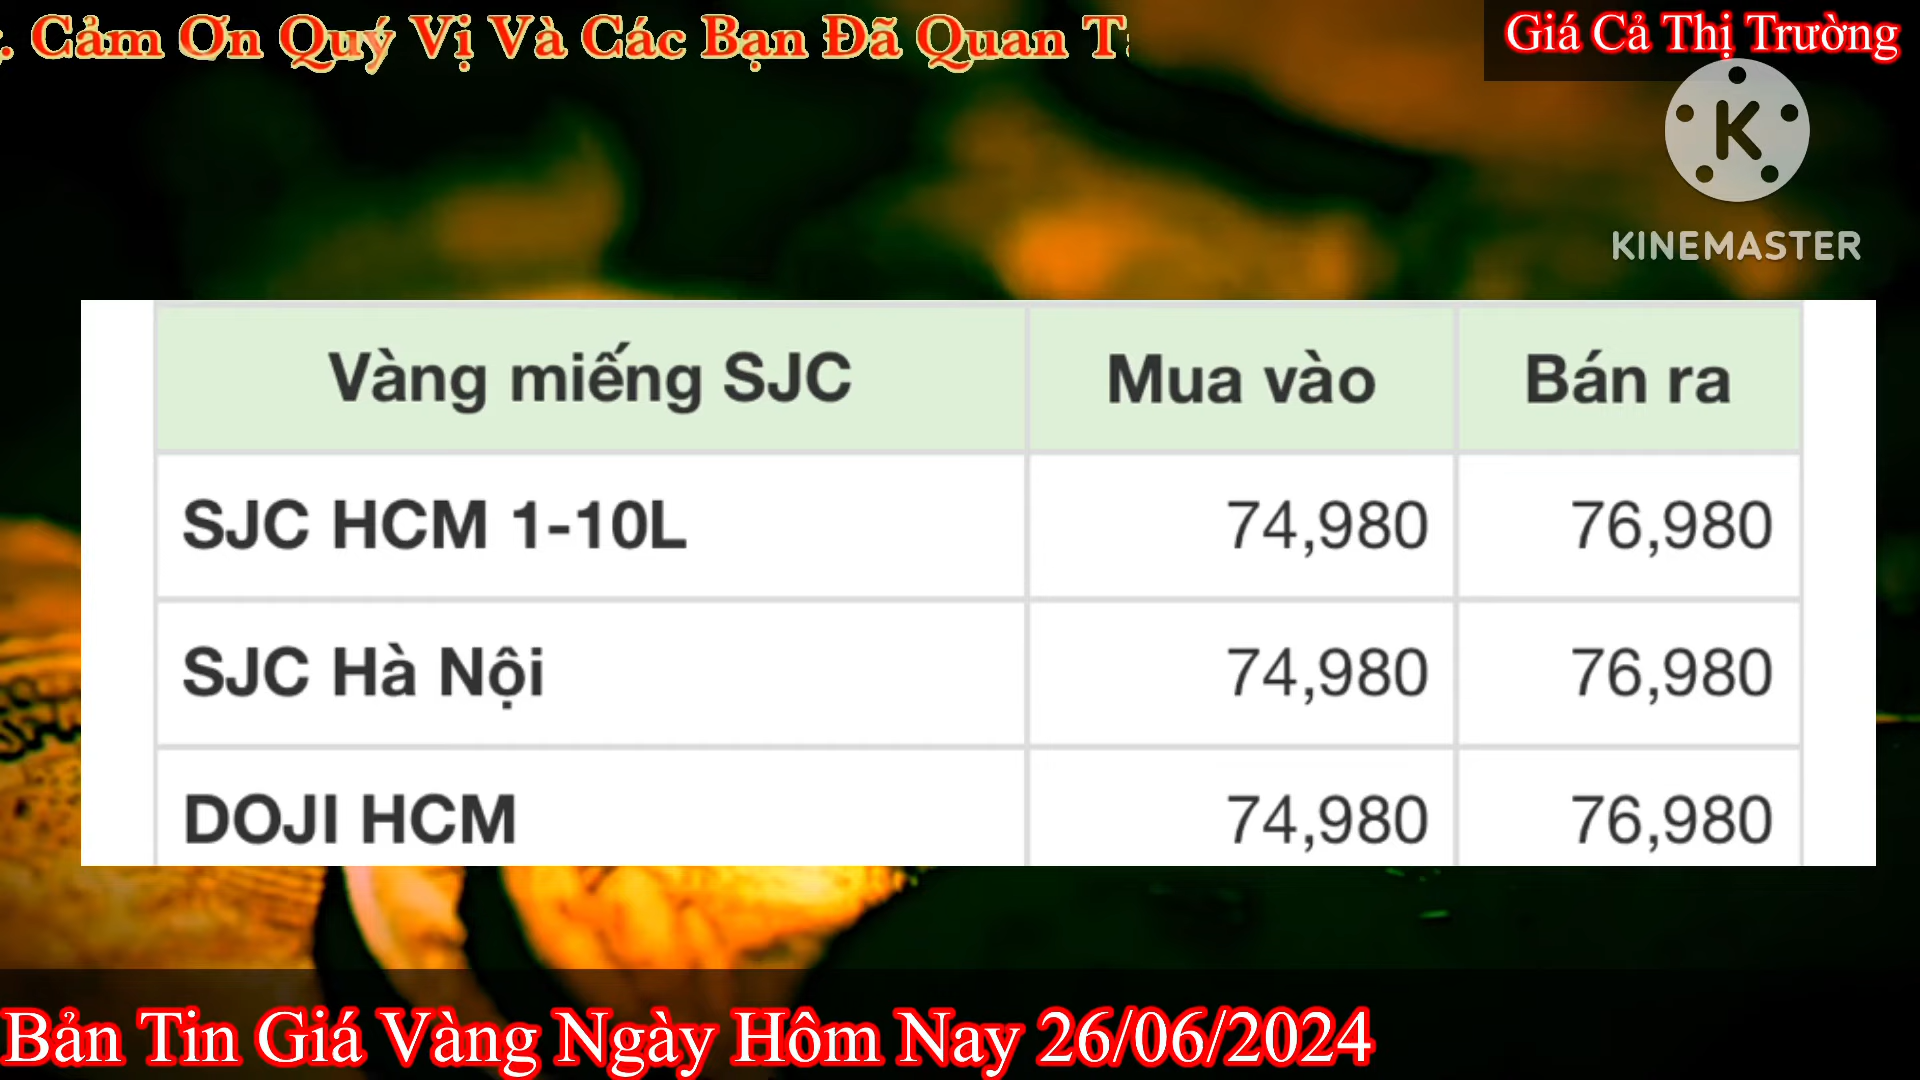 . Cảm Ơn Quý Vị Và Các Bạn Đã Quan
Giá Cả Thị Trường
K
KINEMASTER
Vàng miếng SJC Mua vào Bán ra
SJC HCM 1-10L 74,980 76,980
SJC Hà Nội 74,980 76,980
DOJI HCM 74,980 76,980
Bản Tin Giá Vàng Ngày Hôm Nay 26/06/2024